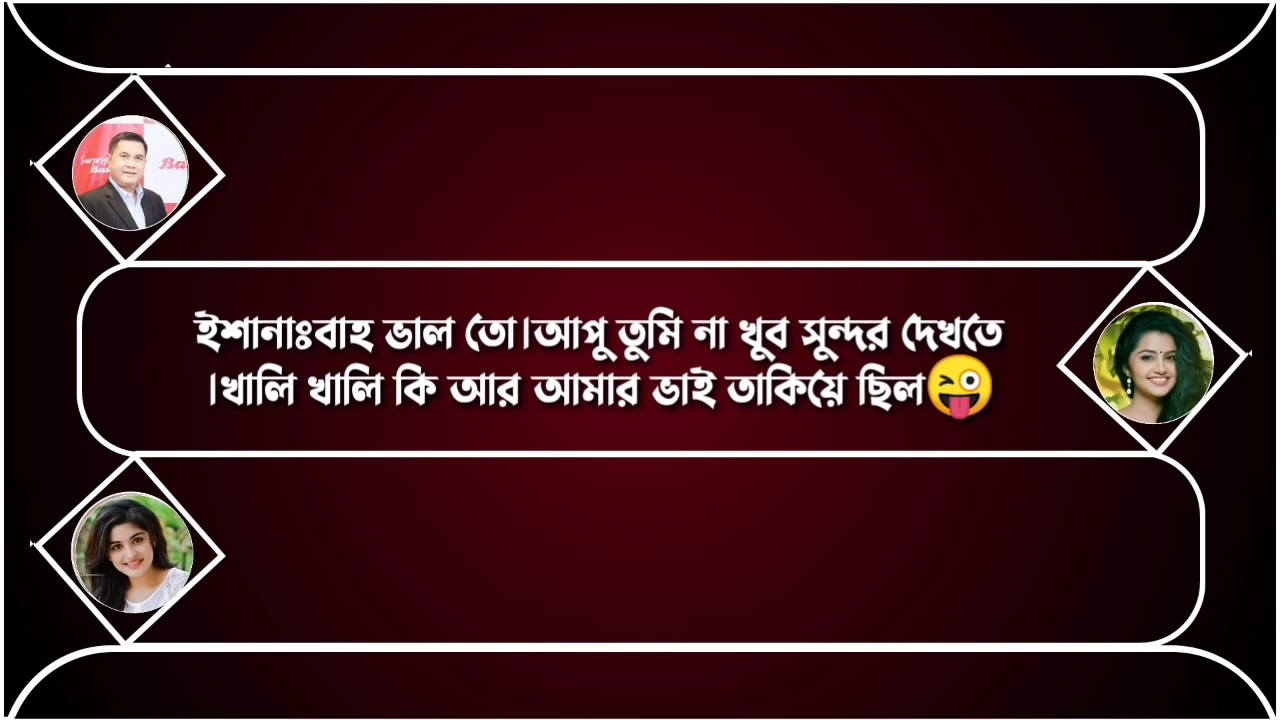 ইশানাঃবাহ ভাল তো।আপু তুমি না খুব সুন্দর দেখতে
।খালি খালি কি আর আমার ভাই তাকিয়ে ছিল😜